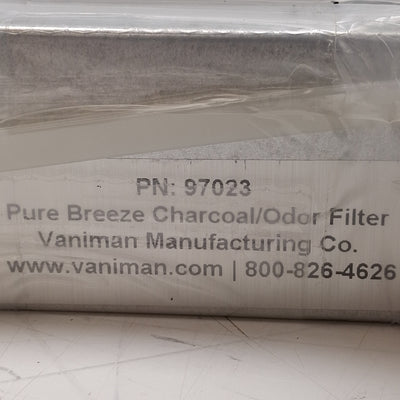 PN: 97023
Pure Breeze Charcoal/Odor Filter
Vaniman Manufacturing Co.
www.vaniman.com | 800-826-4626